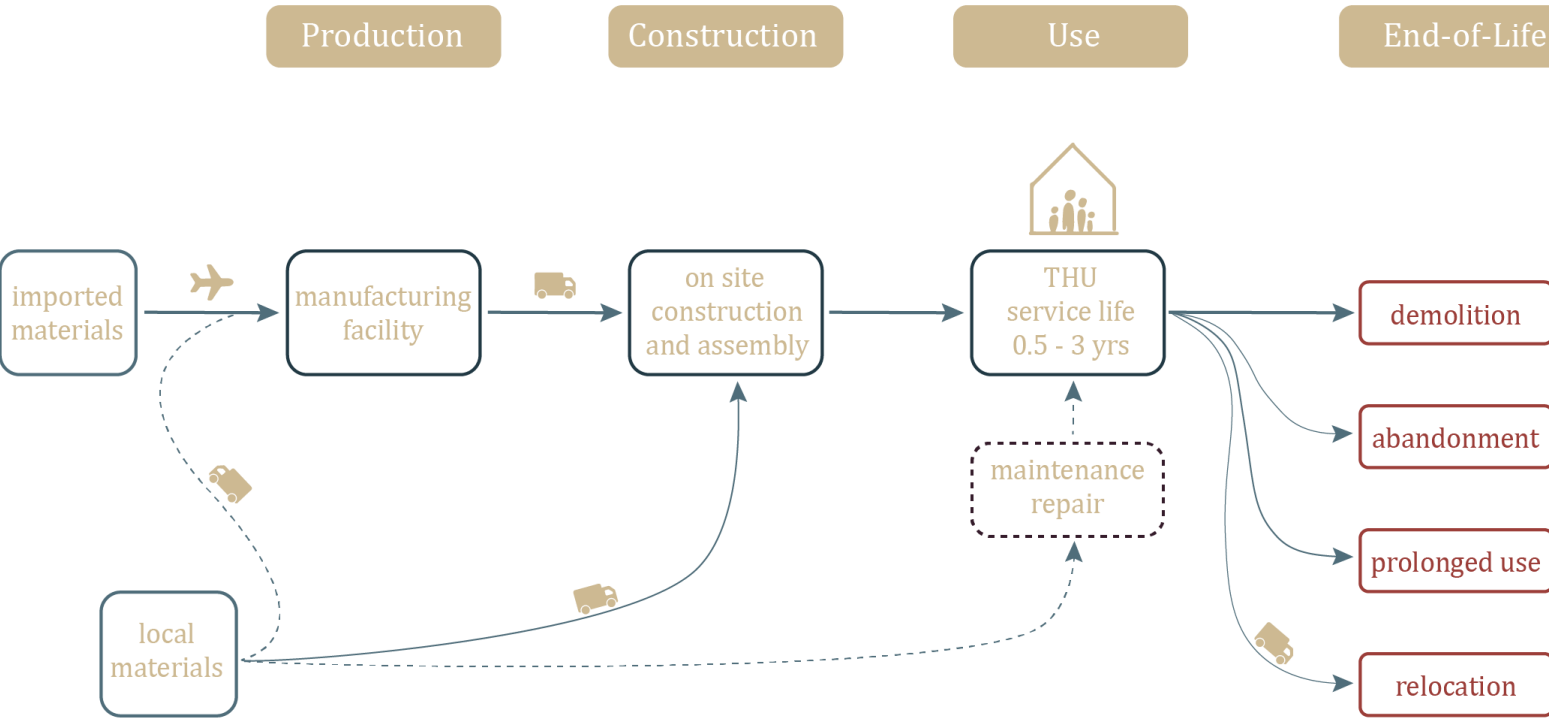 Production
Construction
Use
End-of-Life
imported
materials
manufacturing
facility
on site
construction
and assembly
THU
service life
0.5 - 3 yrs
demolition
abandonment
maintenance
repair
prolonged use
local
materials
relocation